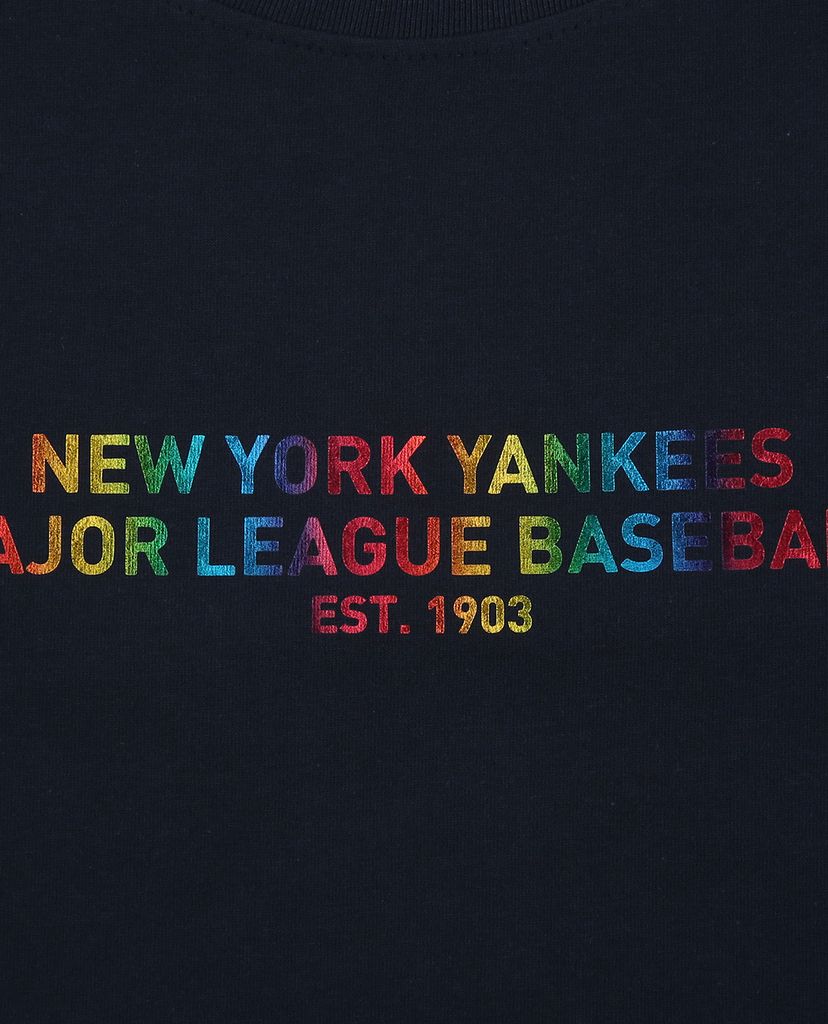 NEW YORK YANKEES
AJOR LEAGUE BASEBA
EST. 1903